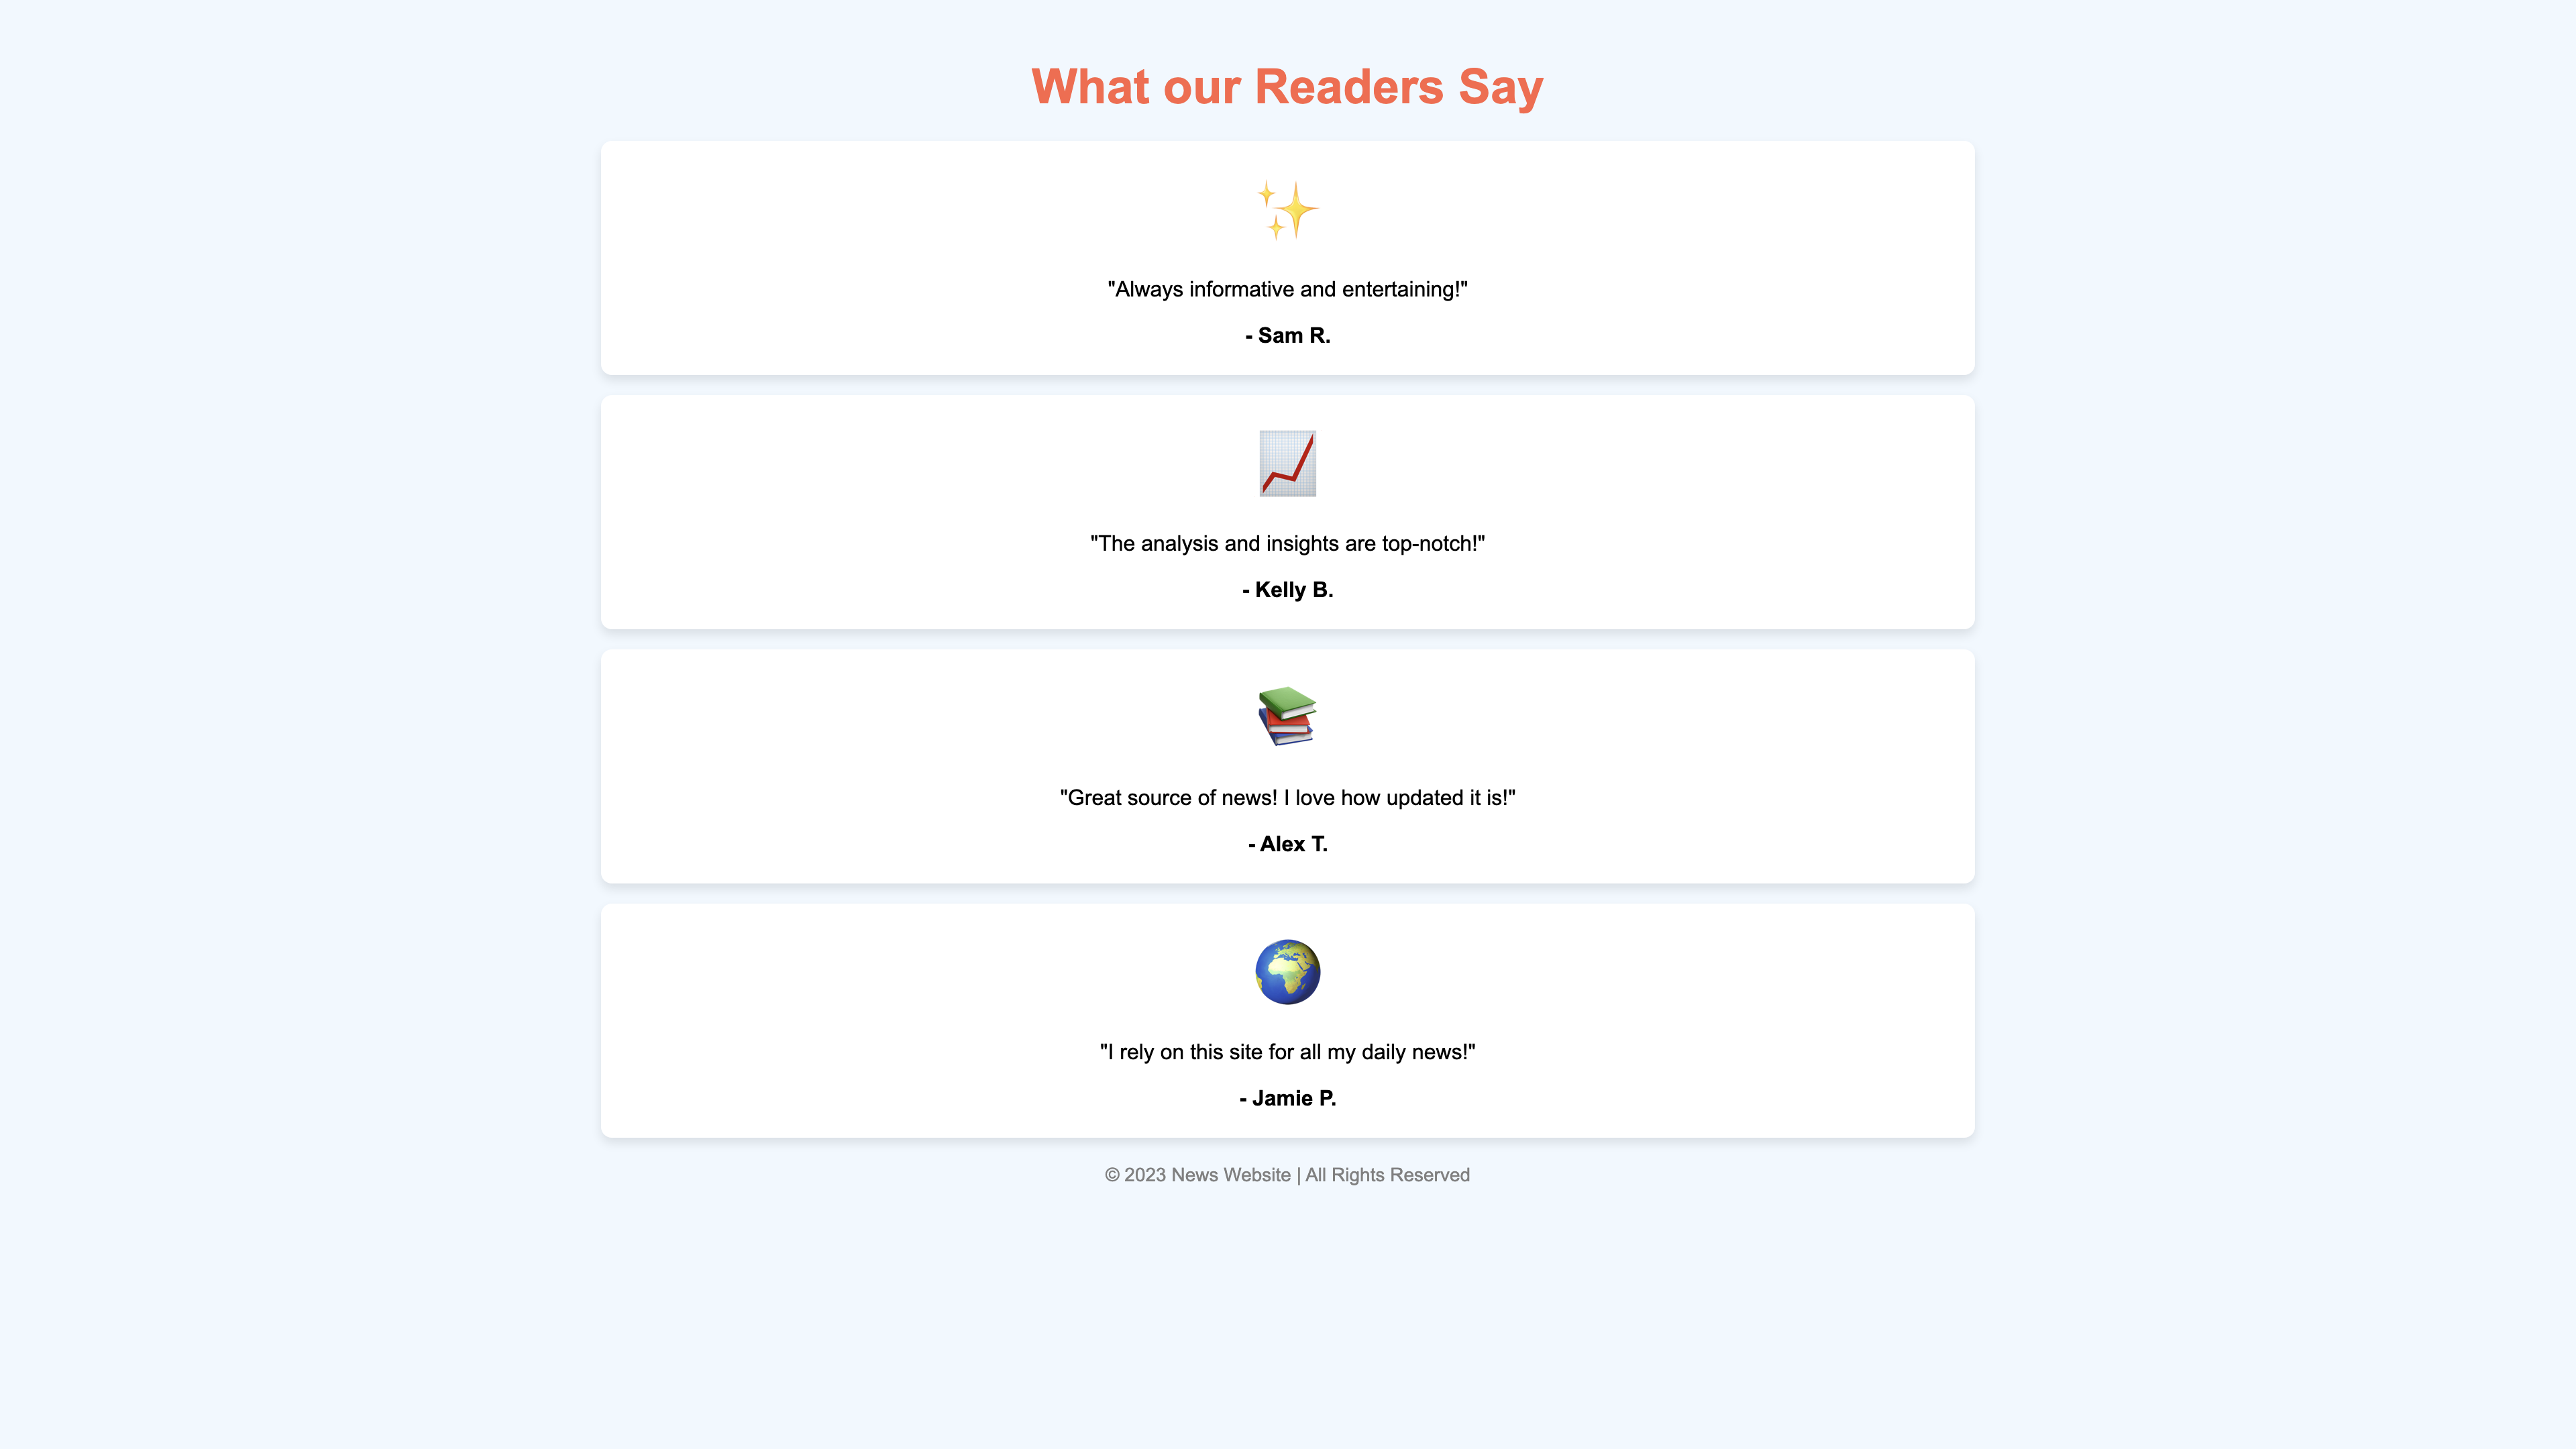 What our Readers Say
"Always informative and entertaining!"
- Sam R.
"The analysis and insights are top-notch!"
- Kelly B.
"Great source of news! I love how updated it is!"
- Alex T.
"I rely on this site for all my daily news!"
- Jamie P.
© 2023 News Website | All Rights Reserved